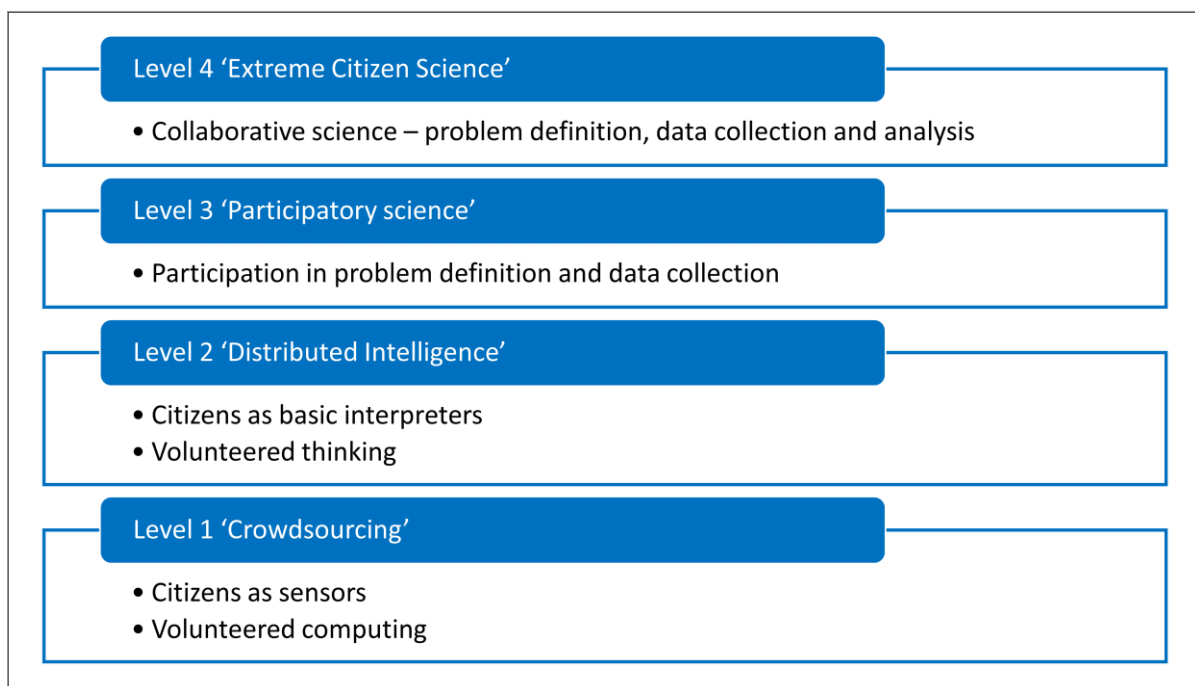 Level 4 ‘Extreme Citizen Science’
• Collaborative science – problem definition, data collection and analysis
Level 3 ‘Participatory science’
• Participation in problem definition and data collection
Level 2 ‘Distributed Intelligence’
• Citizens as basic interpreters
• Volunteered thinking
Level 1 ‘Crowdsourcing’
• Citizens as sensors
• Volunteered computing